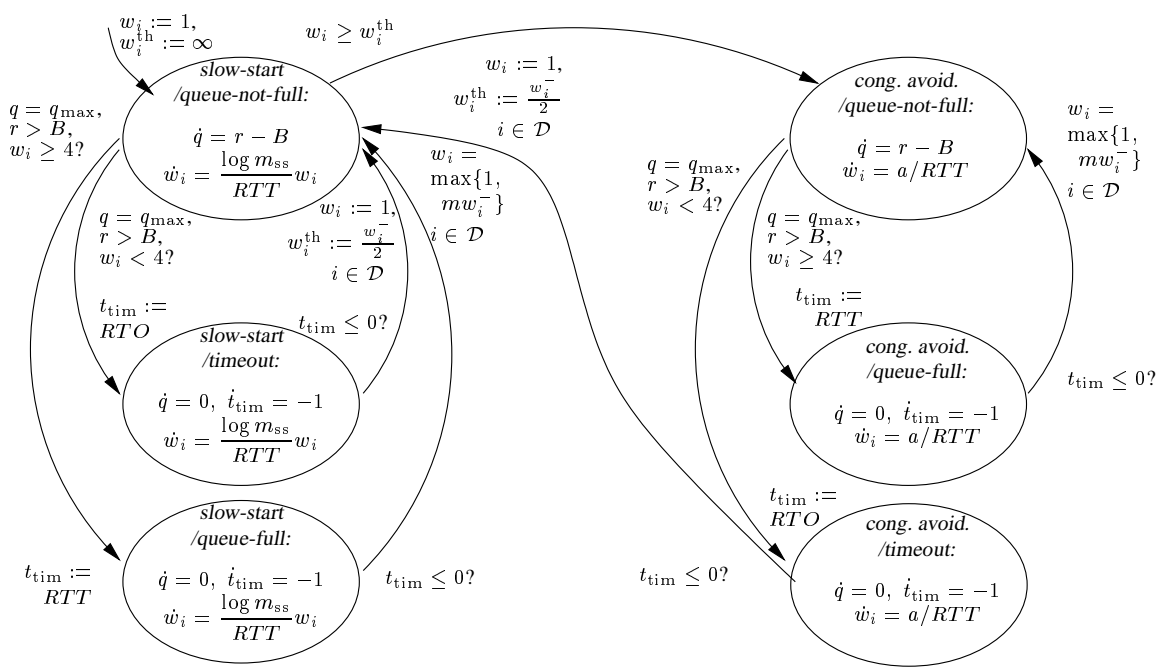 w_i := 1,
w_i^th := ∞
w_i ≥ w_i^th
slow-start
/queue-not-full:
q̇ = r − B
ẇ_i = (log m_ss / RTT) w_i
q = q_max,
r > B,
w_i ≥ 4?
q = q_max,
r > B,
w_i < 4?
t_tim :=
RTO
w_i := 1,
w_i^th := w_i^- / 2
i ∈ D
w_i =
max{1,
m w_i^-}
i ∈ D
w_i := 1,
w_i^th := w_i^- / 2
i ∈ D
t_tim ≤ 0?
slow-start
/timeout:
q̇ = 0, ṫ_tim = −1
ẇ_i = (log m_ss / RTT) w_i
slow-start
/queue-full:
q̇ = 0, ṫ_tim = −1
ẇ_i = (log m_ss / RTT) w_i
t_tim :=
RTT
t_tim ≤ 0?
cong. avoid.
/queue-not-full:
q̇ = r − B
ẇ_i = a/RTT
q = q_max,
r > B,
w_i < 4?
q = q_max,
r > B,
w_i ≥ 4?
t_tim :=
RTT
w_i =
max{1,
m w_i^-}
i ∈ D
cong. avoid.
/queue-full:
q̇ = 0, ṫ_tim = −1
ẇ_i = a/RTT
t_tim ≤ 0?
t_tim :=
RTO
cong. avoid.
/timeout:
q̇ = 0, ṫ_tim = −1
ẇ_i = a/RTT
t_tim ≤ 0?